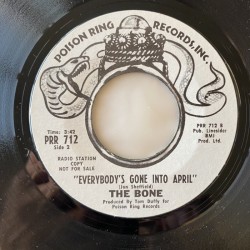 POISON RING RECORDS, INC.
Time: 2:42
PRR 712
Side 2
RADIO STATION
COPY
NOT FOR SALE
PRR 712 B
Pub. Linesider
BMI
Prod. Ltd.
"EVERYBODY'S GONE INTO APRIL"
(Jan Sheffield)
THE BONE
Produced By Tom Duffy for
Poison Ring Records